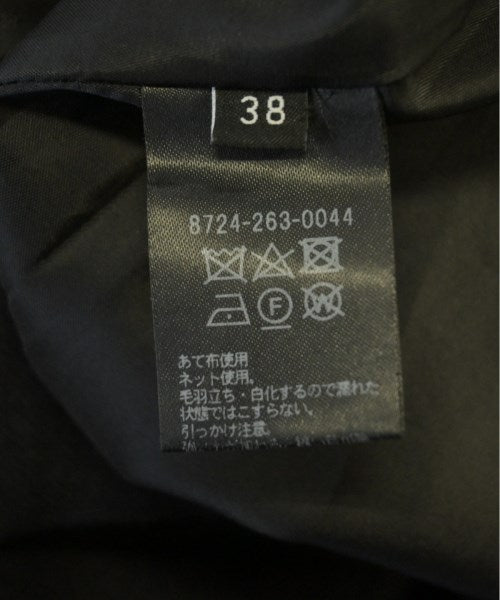 38
8724-263-0044
F
W
あて布使用
ネット使用。
毛羽立ち・白化するので濡れた
状態ではこすらない。
引っかけ注意。